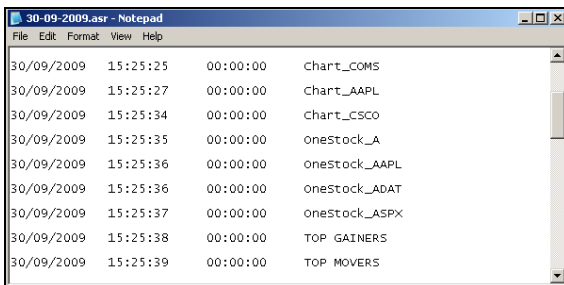 30-09-2009.asr - Notepad
File Edit Format View Help
30/09/2009 15:25:25 00:00:00 Chart_COMS
30/09/2009 15:25:27 00:00:00 Chart_AAPL
30/09/2009 15:25:34 00:00:00 Chart_CSCO
30/09/2009 15:25:35 00:00:00 OneStock_A
30/09/2009 15:25:36 00:00:00 OneStock_AAPL
30/09/2009 15:25:36 00:00:00 OneStock_ADAT
30/09/2009 15:25:37 00:00:00 OneStock_ASPX
30/09/2009 15:25:38 00:00:00 TOP GAINERS
30/09/2009 15:25:39 00:00:00 TOP MOVERS